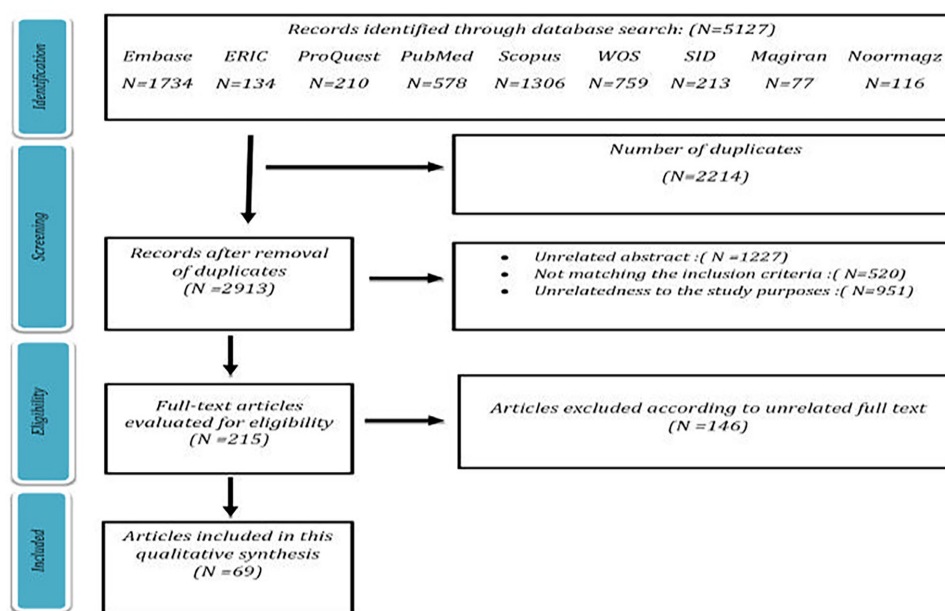 Identification
Records identified through database search: (N=5127)
Embase ERIC ProQuest PubMed Scopus WOS SID Magiran Noormagz
N=1734 N=134 N=210 N=578 N=1306 N=759 N=213 N=77 N=116
Screening
Number of duplicates
(N=2214)
Records after removal
of duplicates
(N =2913)
• Unrelated abstract :( N =1227)
• Not matching the inclusion criteria :( N=520)
• Unrelatedness to the study purposes :( N=951)
Eligibility
Full-text articles
evaluated for eligibility
(N =215)
Articles excluded according to unrelated full text
(N =146)
Included
Articles included in this
qualitative synthesis
(N =69)